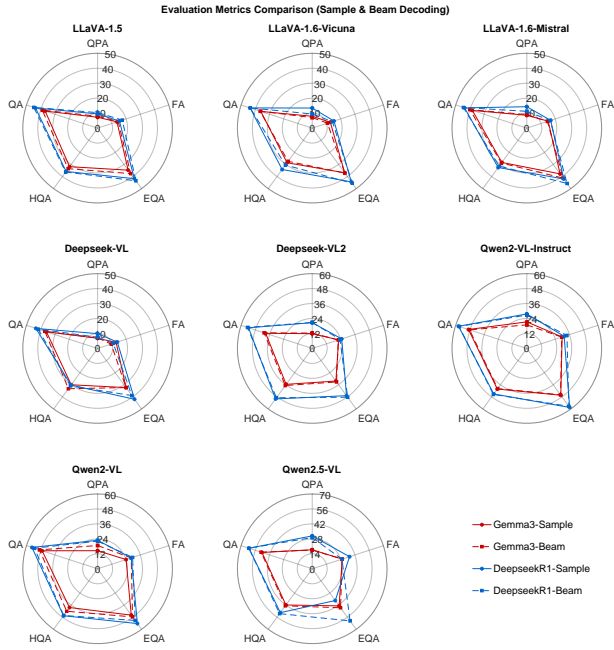 Evaluation Metrics Comparison (Sample & Beam Decoding)
LLaVA-1.5
QPA
50
40
30
20
10
0
FA
EQA
HQA
QA
LLaVA-1.6-Vicuna
QPA
50
40
30
20
10
0
FA
EQA
HQA
QA
LLaVA-1.6-Mistral
QPA
50
40
30
20
10
0
FA
EQA
HQA
QA
Deepseek-VL
QPA
50
40
30
20
10
0
FA
EQA
HQA
QA
Deepseek-VL2
QPA
60
48
36
24
12
0
FA
EQA
HQA
QA
Qwen2-VL-Instruct
QPA
60
48
36
24
12
0
FA
EQA
HQA
QA
Qwen2-VL
QPA
60
48
36
24
12
0
FA
EQA
HQA
QA
Qwen2.5-VL
QPA
70
56
42
28
14
0
FA
EQA
HQA
QA
Gemma3-Sample
Gemma3-Beam
DeepseekR1-Sample
DeepseekR1-Beam